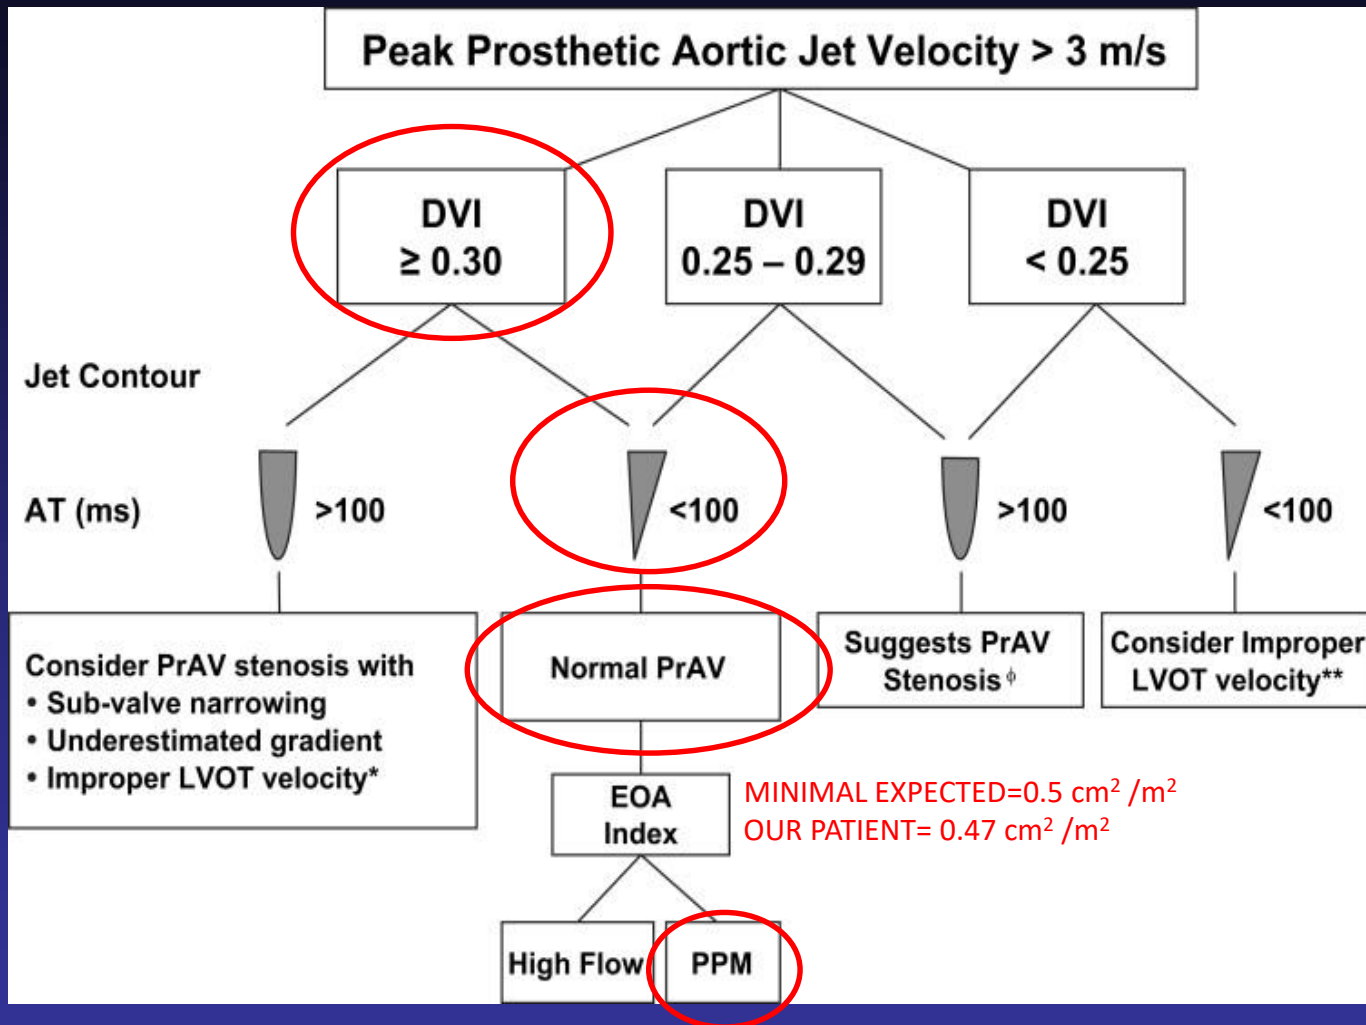 Peak Prosthetic Aortic Jet Velocity > 3 m/s
DVI
≥ 0.30
DVI
0.25 – 0.29
DVI
< 0.25
Jet Contour
AT (ms)
>100
<100
>100
<100
Consider PrAV stenosis with
• Sub-valve narrowing
• Underestimated gradient
• Improper LVOT velocity*
Normal PrAV
Suggests PrAV
Stenosis ϕ
Consider Improper
LVOT velocity**
EOA
Index
MINIMAL EXPECTED=0.5 cm² /m²
OUR PATIENT= 0.47 cm² /m²
High Flow
PPM